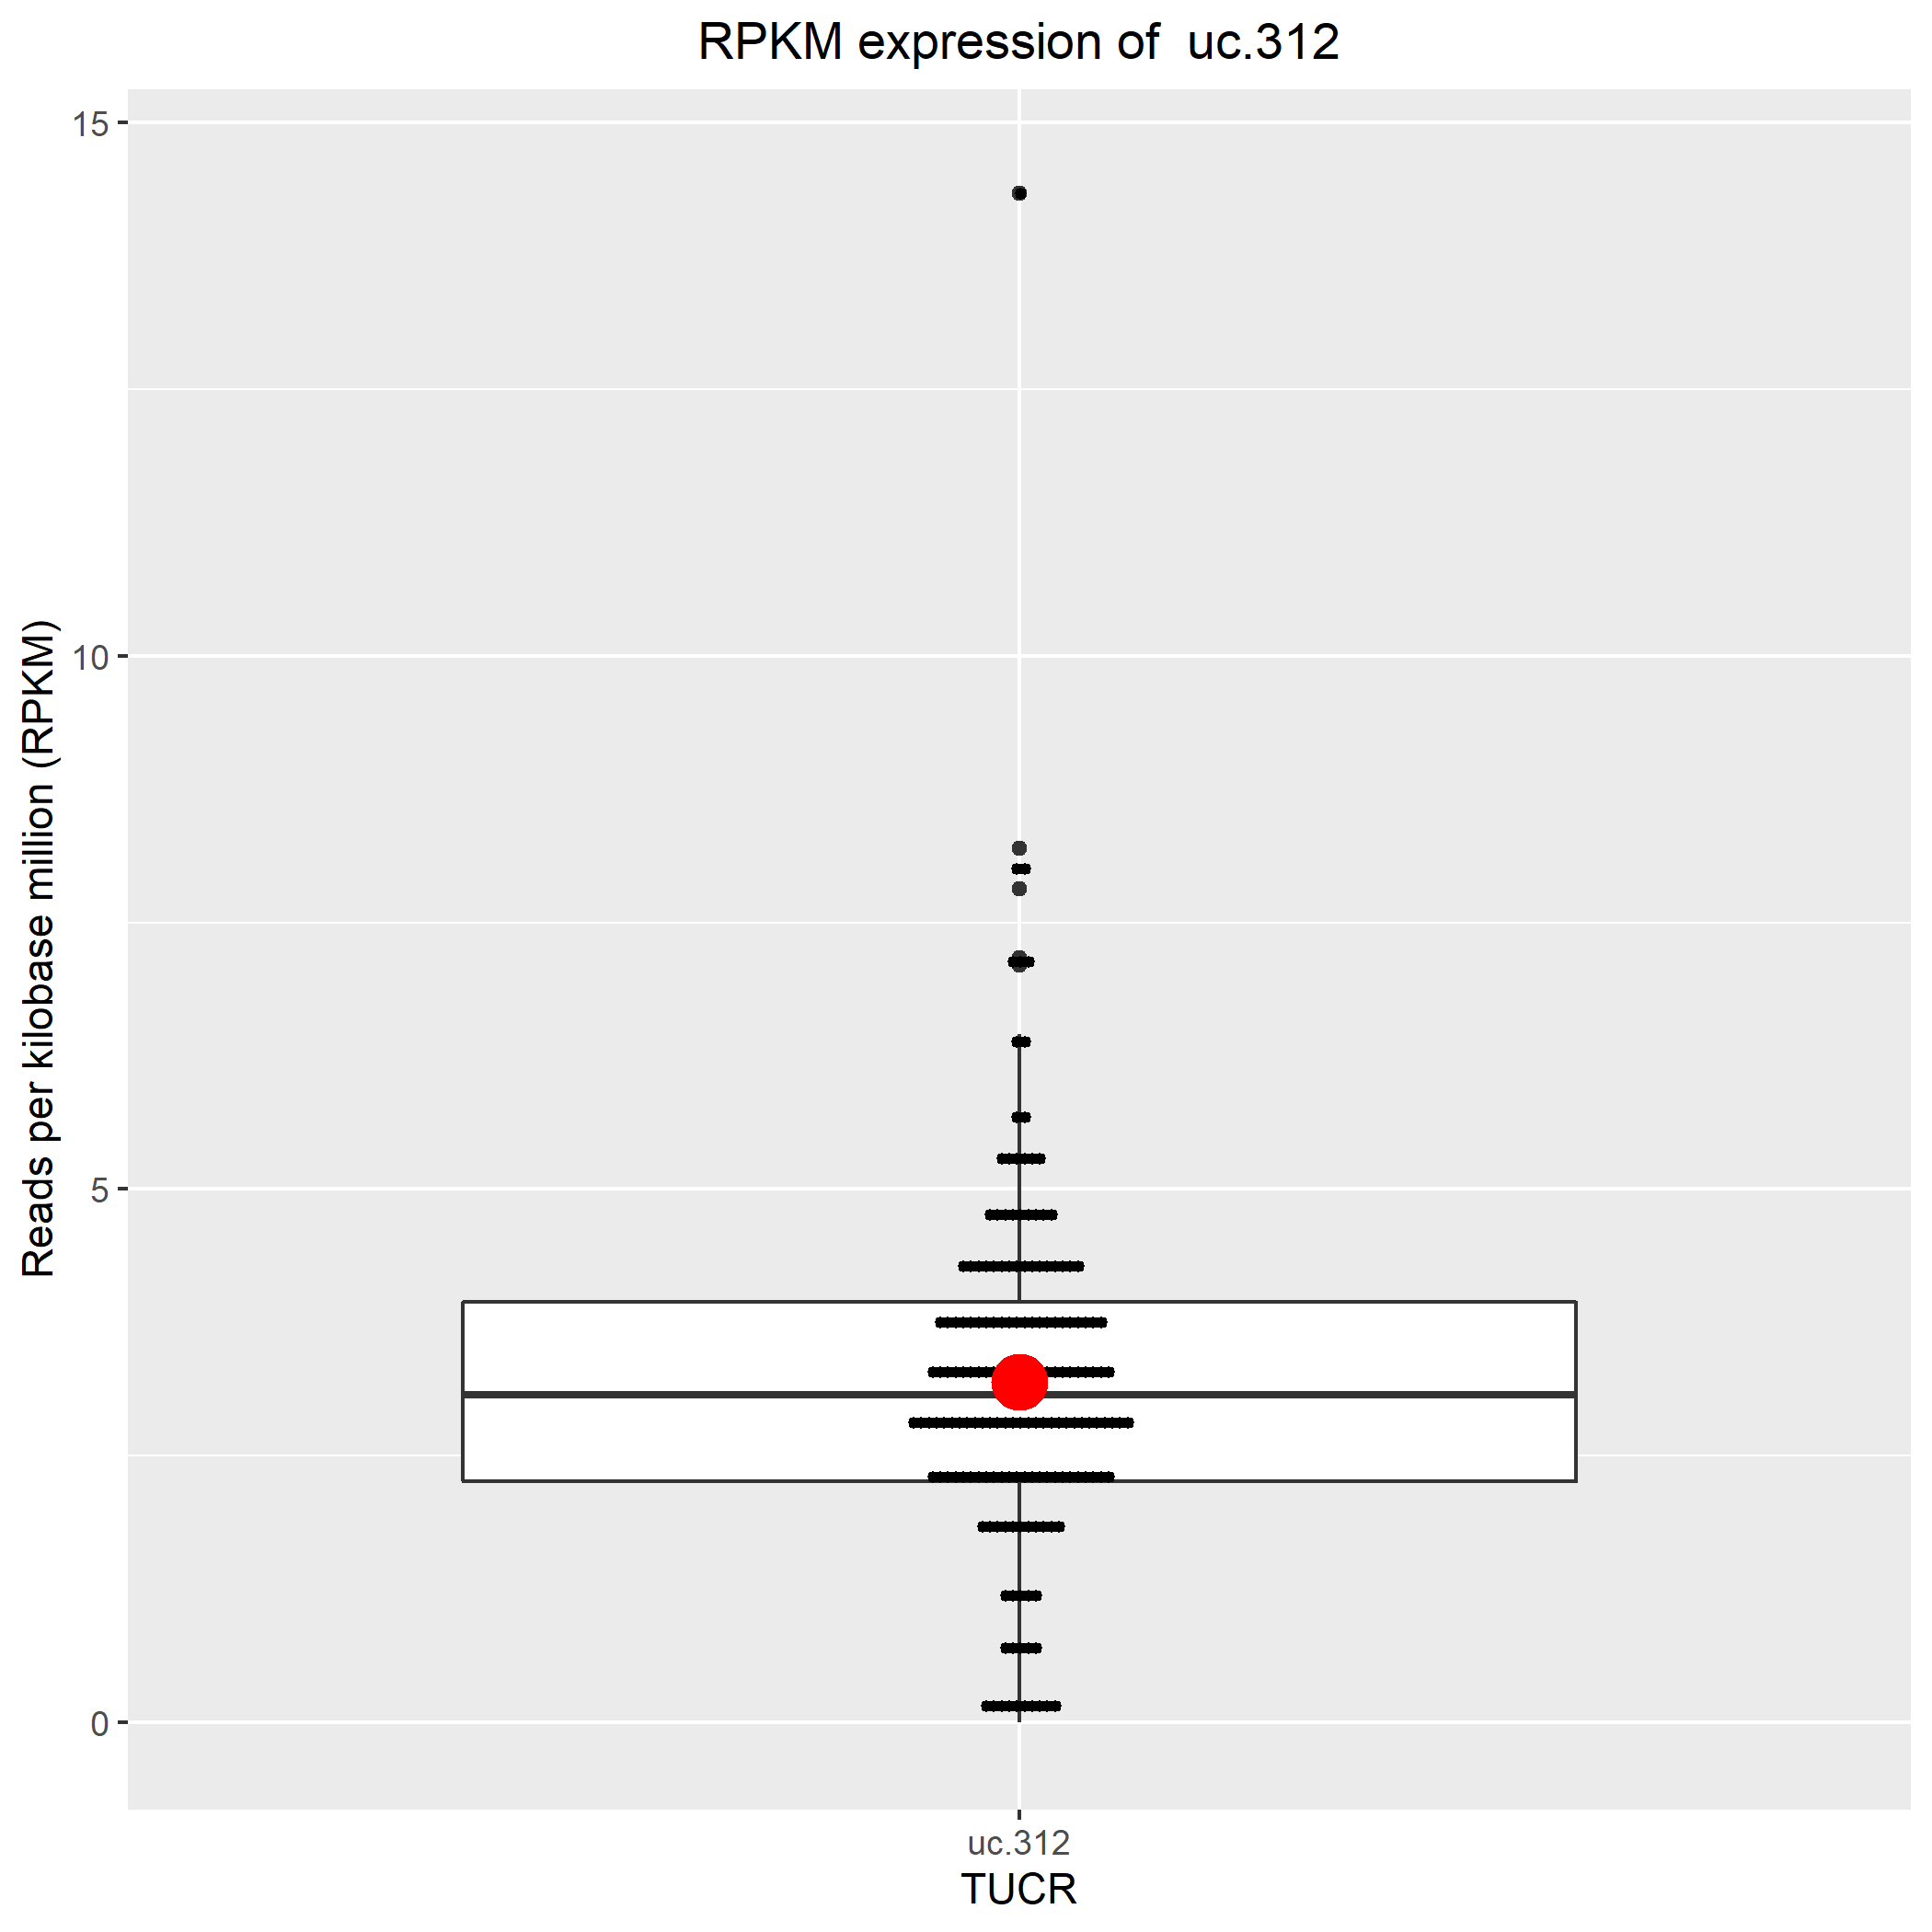 RPKM expression of  uc.312
Reads per kilobase million (RPKM)
15
10
5
0
uc.312
TUCR